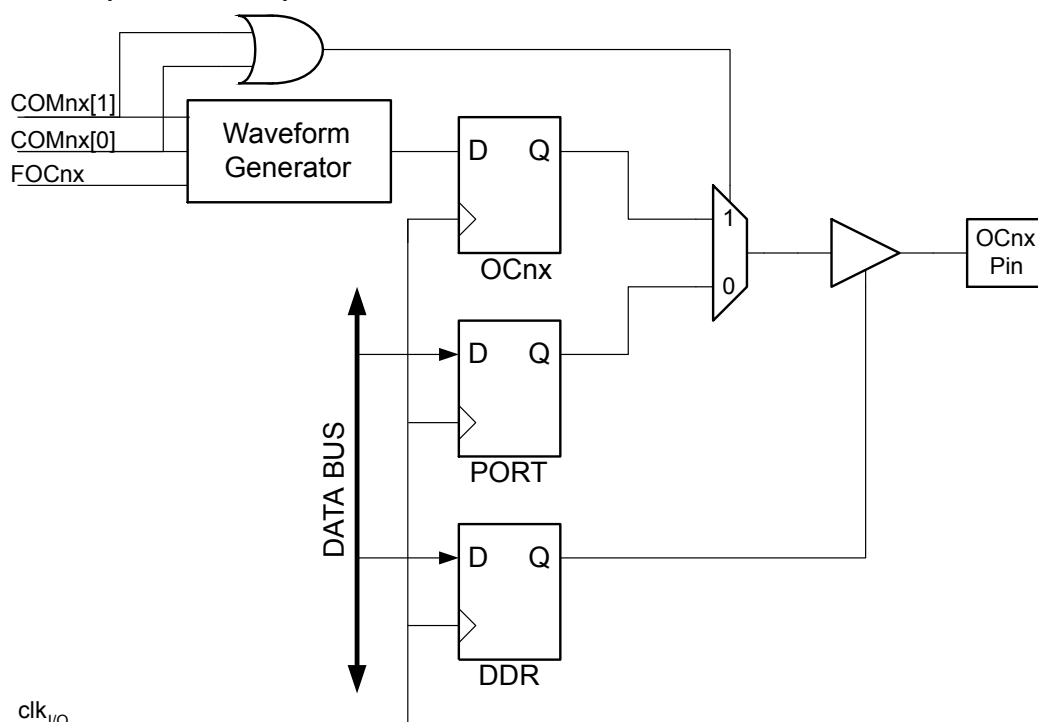 COMnx[1]
COMnx[0]
FOCnx
Waveform
Generator
D Q
OCnx
1
0
OCnx
Pin
DATA BUS
D Q
PORT
D Q
DDR
clkI/O